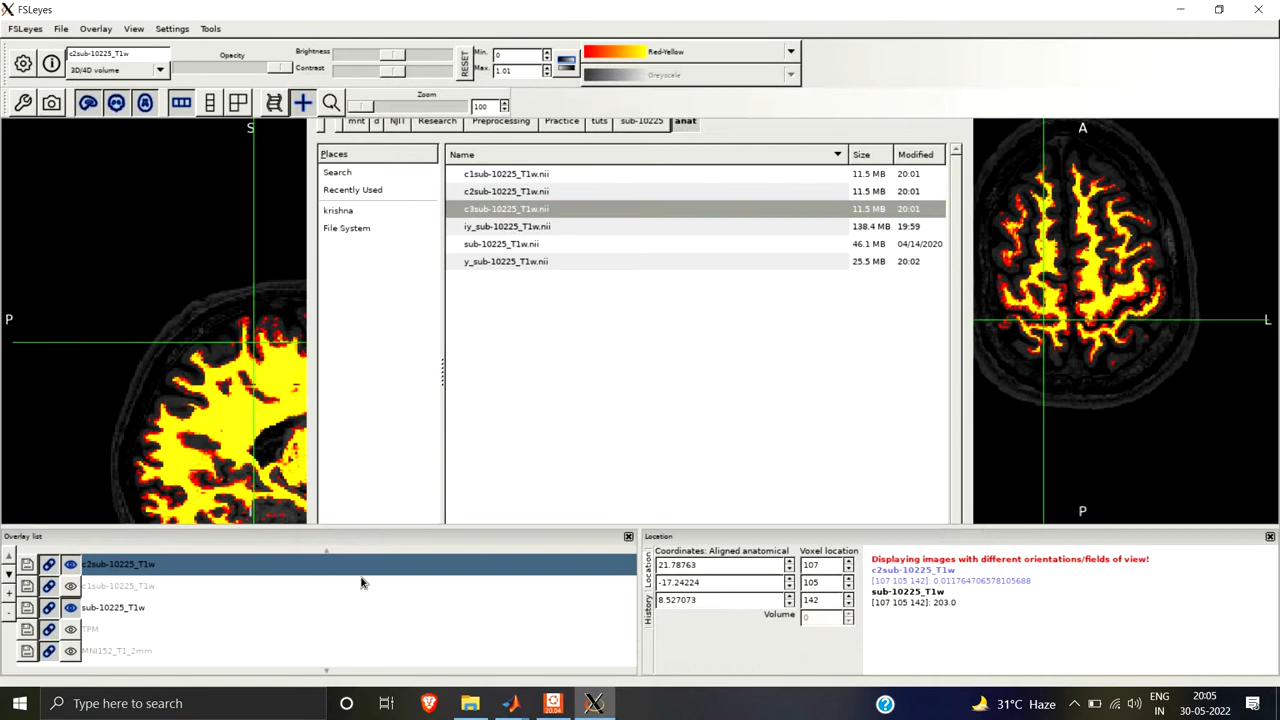 FSLeyes
FSLeyes File Overlay View Settings Tools
c2sub-10225_T1w
3D/4D volume
Opacity
Brightness
Contrast
RESET
Min. 0
Max. 1.01
Red-Yellow
Greyscale
Zoom
100
mnt d NJIT Research Preprocessing Practice tuts sub-10225 anat
S
A
Places
Name Size Modified
Search
Recently Used
krishna
File System
c1sub-10225_T1w.nii 11.5 MB 20:01
c2sub-10225_T1w.nii 11.5 MB 20:01
c3sub-10225_T1w.nii 11.5 MB 20:01
iy_sub-10225_T1w.nii 138.4 MB 19:59
sub-10225_T1w.nii 46.1 MB 04/14/2020
y_sub-10225_T1w.nii 25.5 MB 20:02
P
L
I
P
Overlay list
c2sub-10225_T1w
c1sub-10225_T1w
sub-10225_T1w
TPM
MNI152_T1_2mm
Location
Location
History
Coordinates: Aligned anatomical Voxel location
21.78763 107
-17.24224 105
8.527073 142
Volume 0
Displaying images with different orientations/fields of view!
c2sub-10225_T1w
[107 105 142]: 0.011764706578105688
sub-10225_T1w
[107 105 142]: 203.0
Type here to search
20.04
31°C Haze
ENG
IN
20:05
30-05-2022